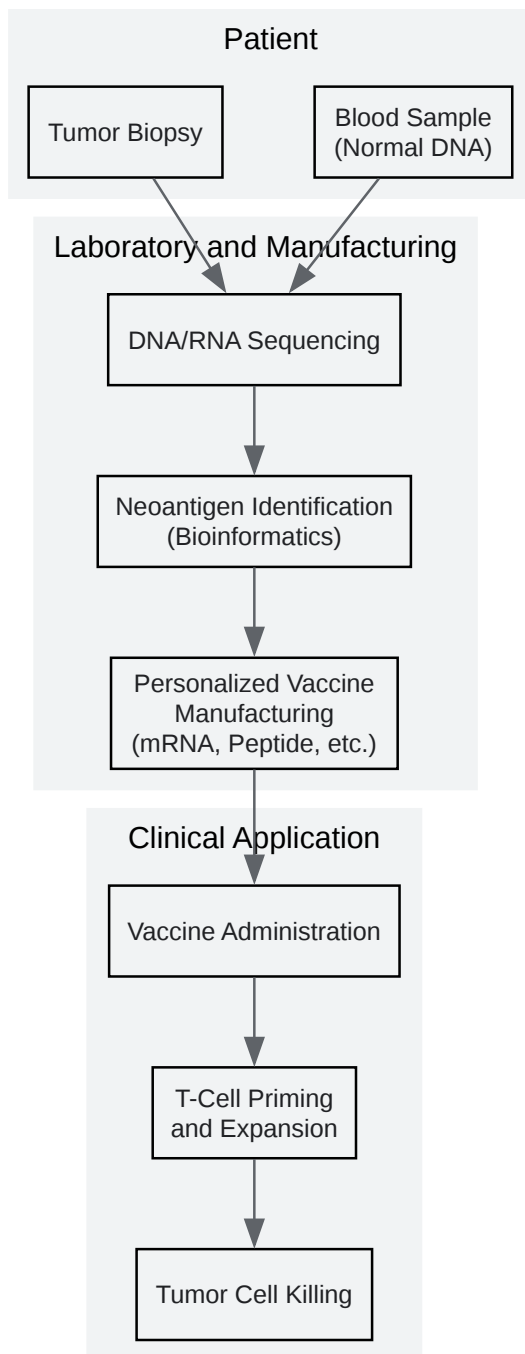 Patient
Tumor Biopsy
Blood Sample
(Normal DNA)
Laboratory and Manufacturing
DNA/RNA Sequencing
Neoantigen Identification
(Bioinformatics)
Personalized Vaccine
Manufacturing
(mRNA, Peptide, etc.)
Clinical Application
Vaccine Administration
T-Cell Priming
and Expansion
Tumor Cell Killing